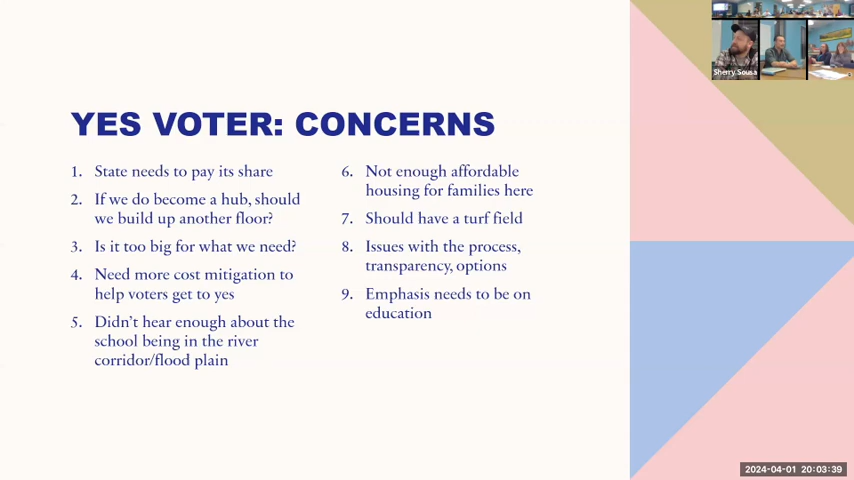 YES VOTER: CONCERNS
1. State needs to pay its share
2. If we do become a hub, should
we build up another floor?
3. Is it too big for what we need?
4. Need more cost mitigation to
help voters get to yes
5. Didn't hear enough about the
school being in the river
corridor/flood plain
6. Not enough affordable
housing for families here
7. Should have a turf field
8. Issues with the process,
transparency, options
9. Emphasis needs to be on
education
Sherry Sousa
2024-04-01 20:03:39